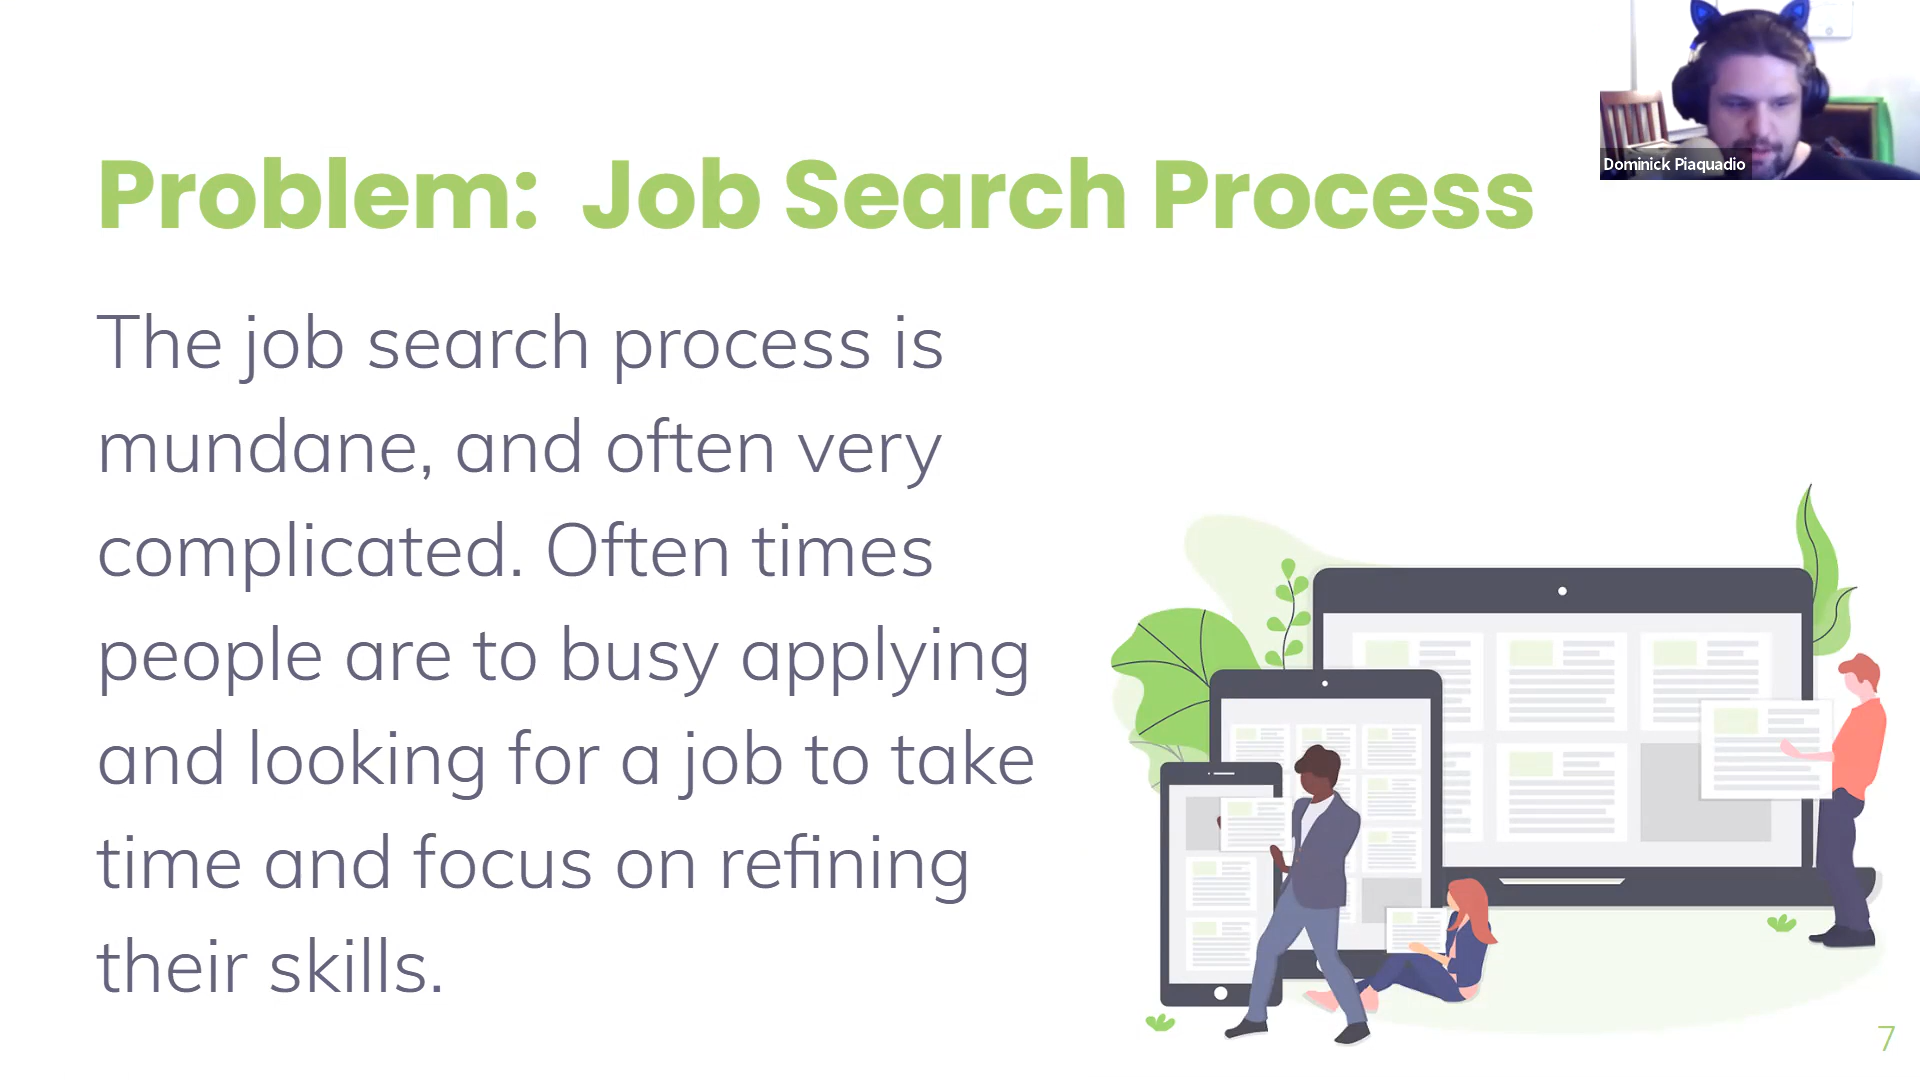 Dominick Piaquadio
Problem: Job Search Process
The job search process is
mundane, and often very
complicated. Often times
people are to busy applying
and looking for a job to take
time and focus on refining
their skills.
7